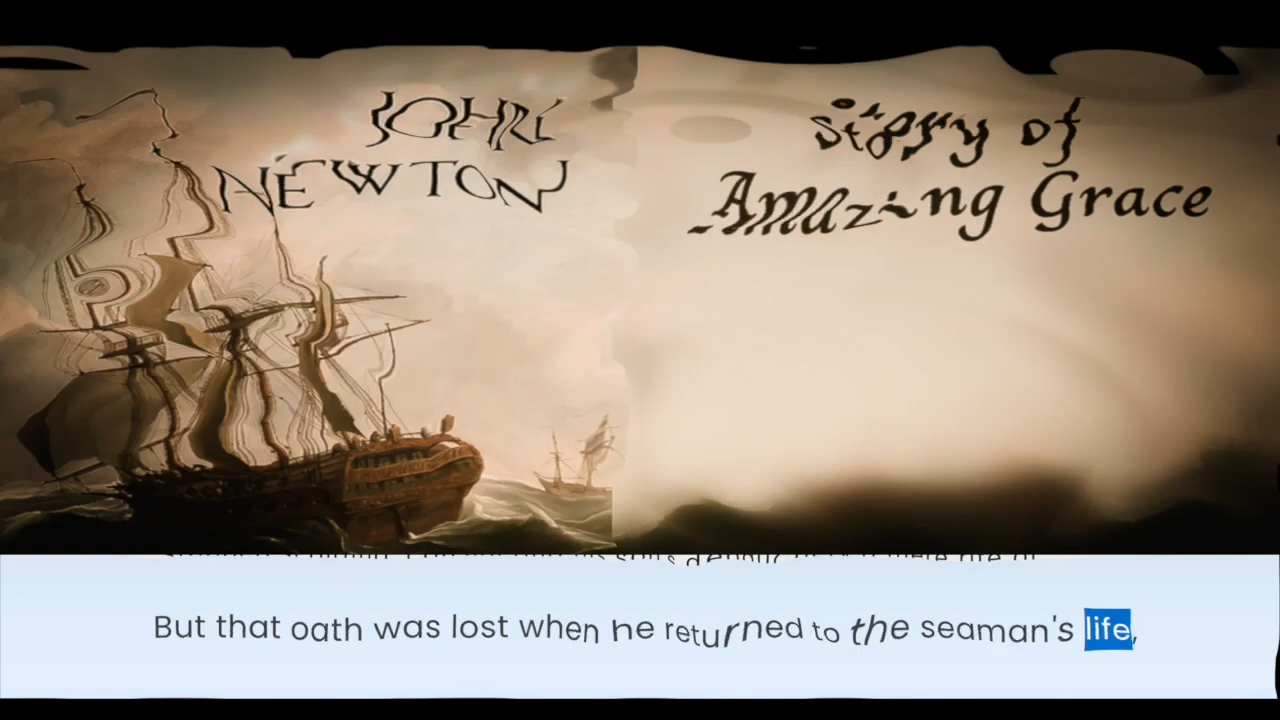 JOHN
NEWTON
story of
Amazing Grace
But that oath was lost when he returned to the seaman's life,